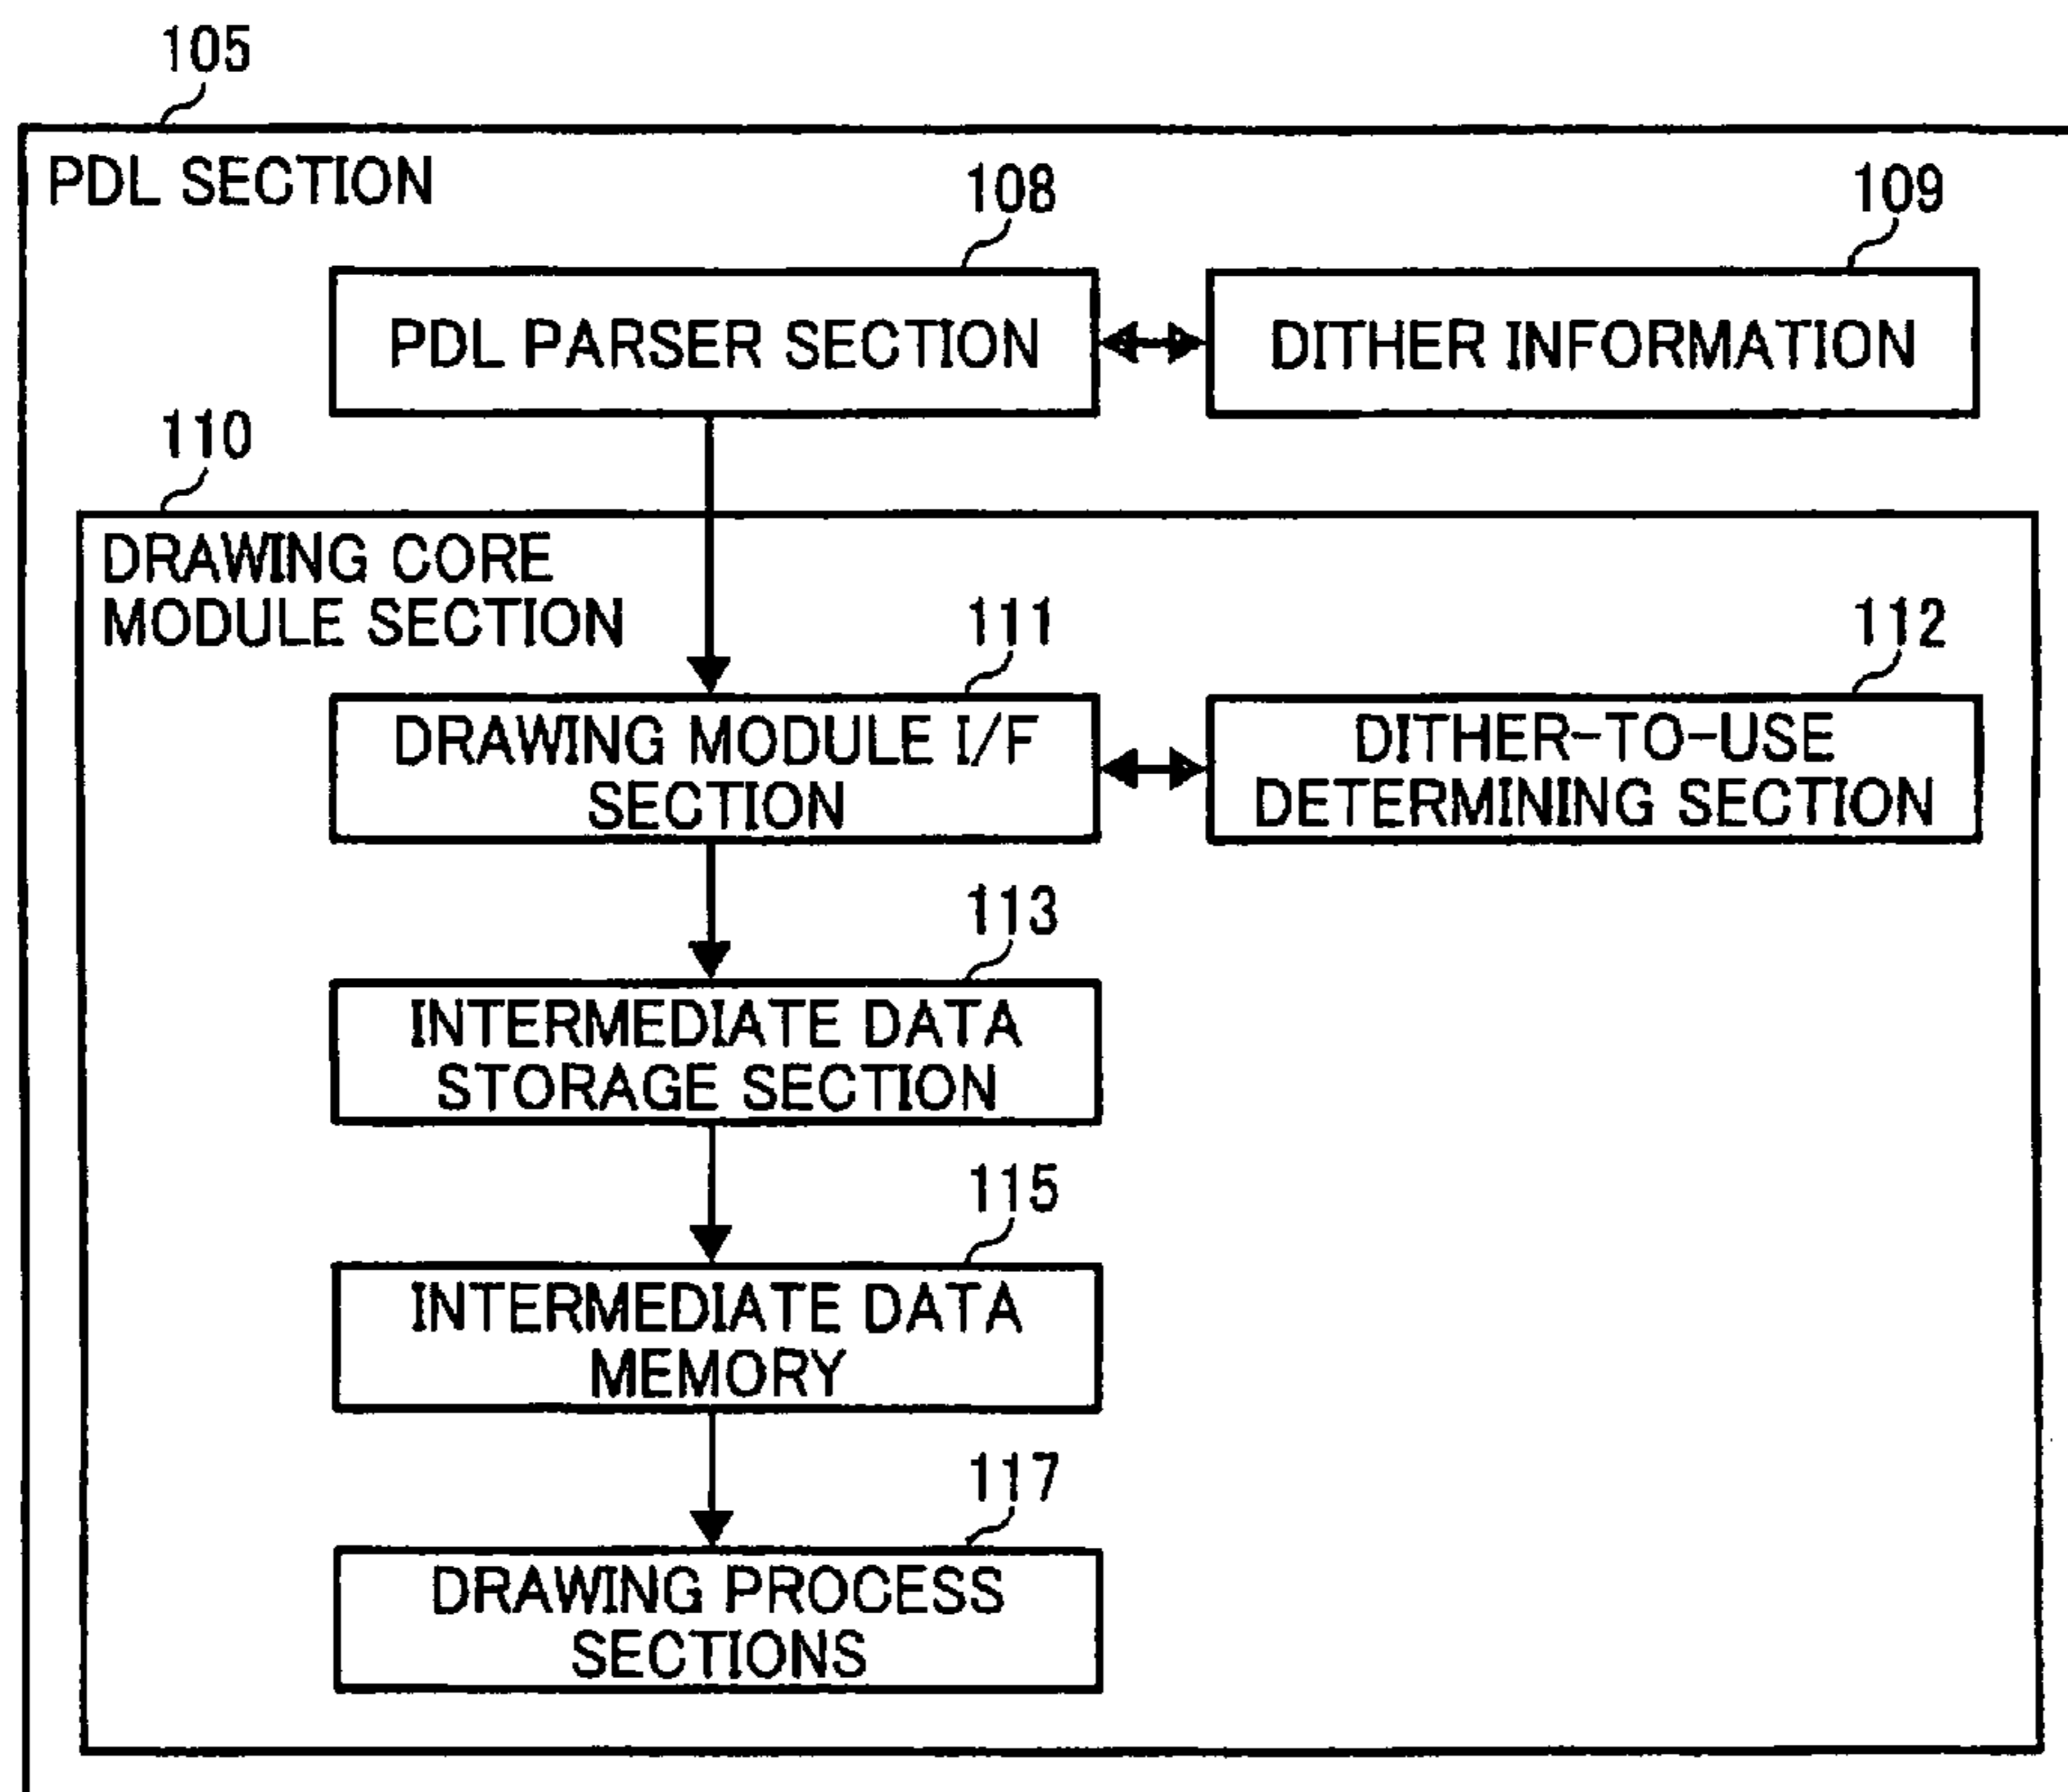 105
PDL SECTION
108
109
PDL PARSER SECTION
DITHER INFORMATION
110
DRAWING CORE
MODULE SECTION
111
112
DRAWING MODULE I/F
SECTION
DITHER-TO-USE
DETERMINING SECTION
113
INTERMEDIATE DATA
STORAGE SECTION
115
INTERMEDIATE DATA
MEMORY
117
DRAWING PROCESS
SECTIONS